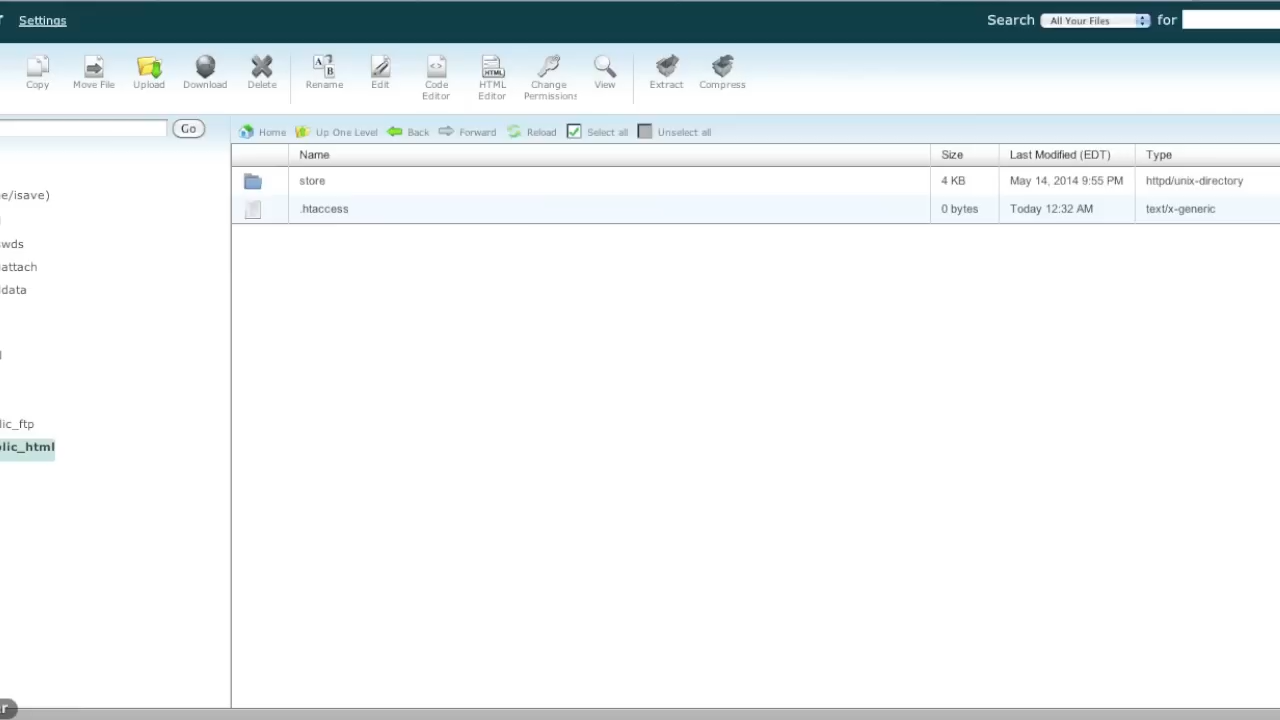 Settings
Search All Your Files for
Copy Move File Upload Download Delete Rename Edit Code Editor HTML Editor Change Permissions View Extract Compress
Go
Home Up One Level Back Forward Reload Select all Unselect all
Name Size Last Modified (EDT) Type
store 4 KB May 14, 2014 9:55 PM httpd/unix-directory
.htaccess 0 bytes Today 12:32 AM text/x-generic
e/isave)
wds
attach
data
lic_ftp
lic_html
r